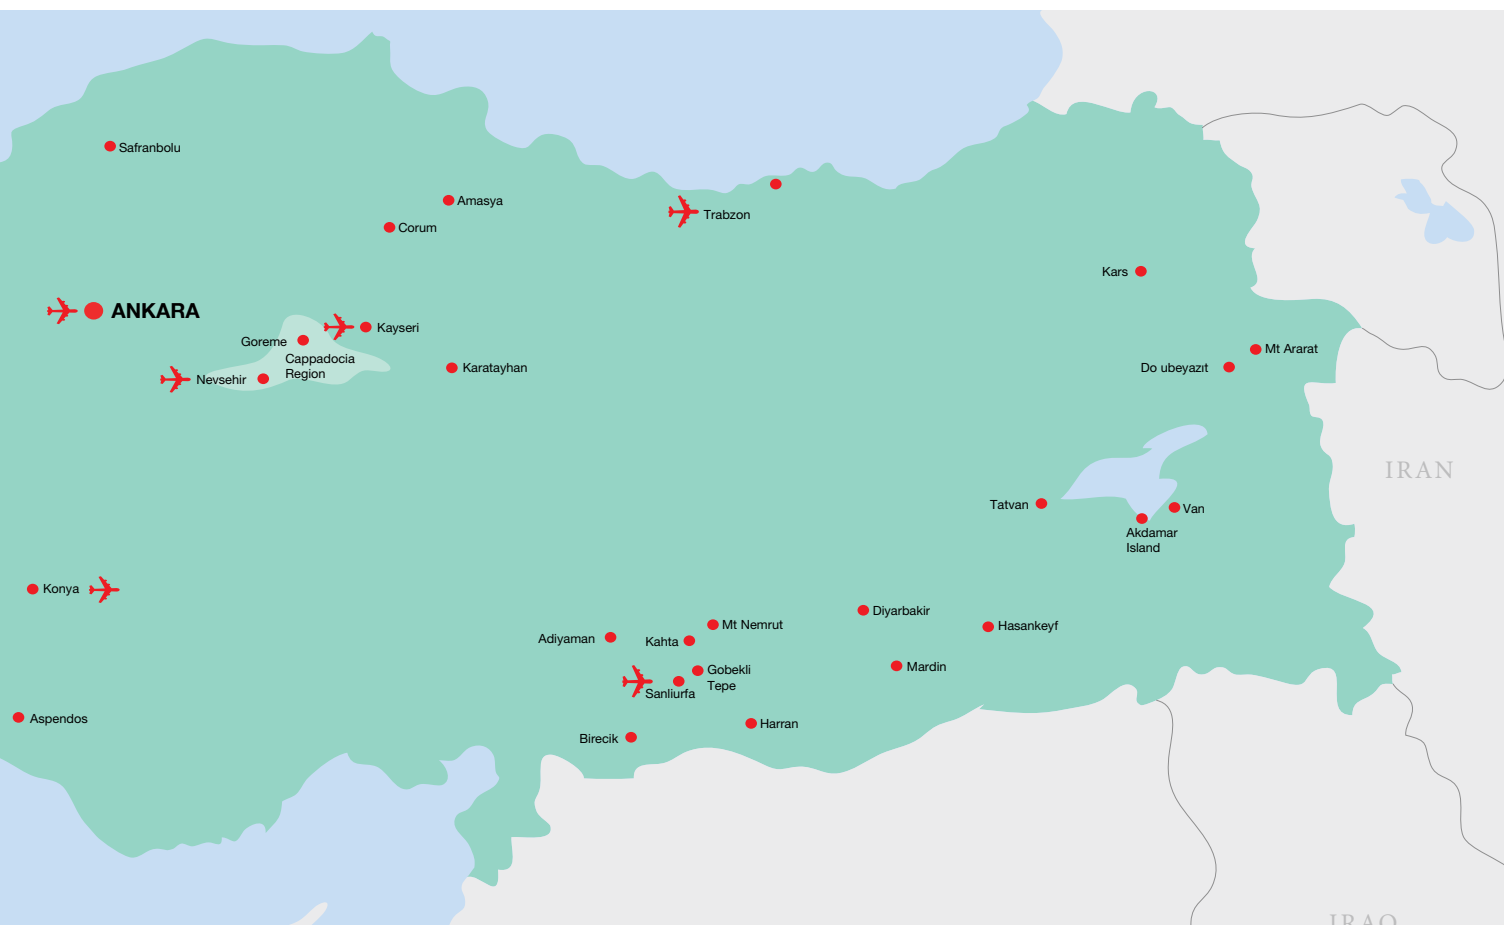 Safranbolu
Amasya
Corum
Trabzon
Kars
ANKARA
Kayseri
Goreme
Cappadocia
Region
Nevsehir
Karatayhan
Mt Ararat
Do ubeyazıt
IRAN
Tatvan
Van
Akdamar
Island
Konya
Diyarbakir
Mt Nemrut
Hasankeyf
Adiyaman
Kahta
Mardin
Gobekli
Tepe
Sanliurfa
Aspendos
Harran
Birecik
IRAQ